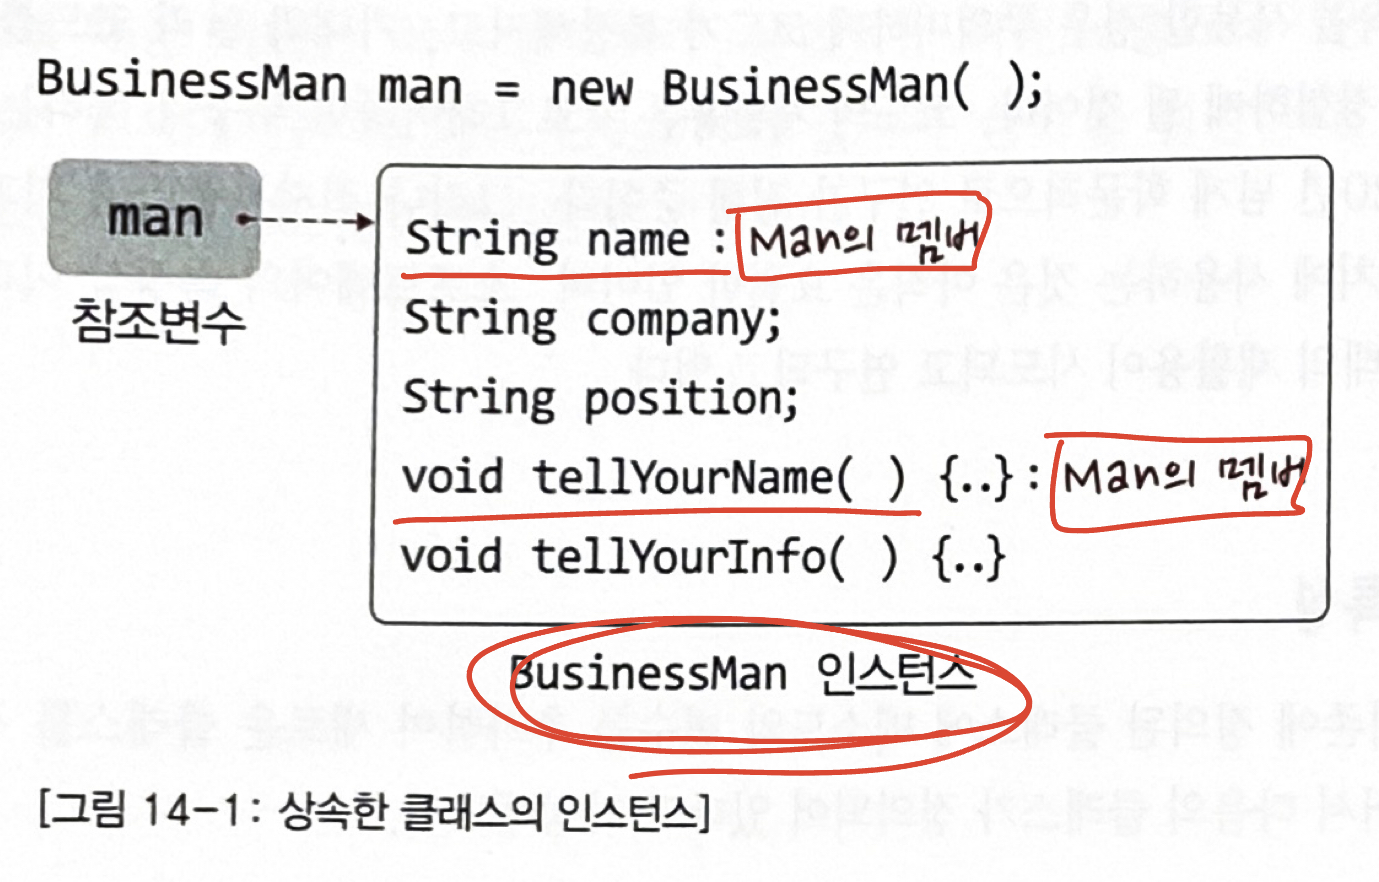 BusinessMan man = new BusinessMan( );
man
참조변수
String name : Man의 멤버
String company;
String position;
void tellYourName( ) {..} : Man의 멤버
void tellYourInfo( ) {..}
BusinessMan 인스턴스
[그림 14-1: 상속한 클래스의 인스턴스]